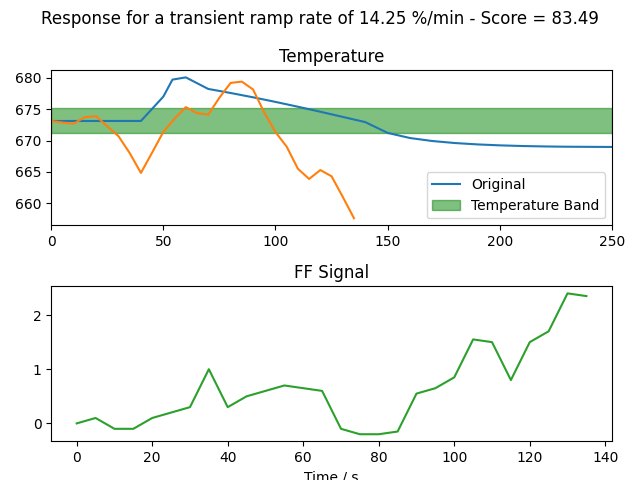 Response for a transient ramp rate of 14.25 %/min - Score = 83.49
Temperature
680
675
670
665
660
Original
Temperature Band
0 50 100 150 200 250
FF Signal
2
1
0
0 20 40 60 80 100 120 140
Time / s